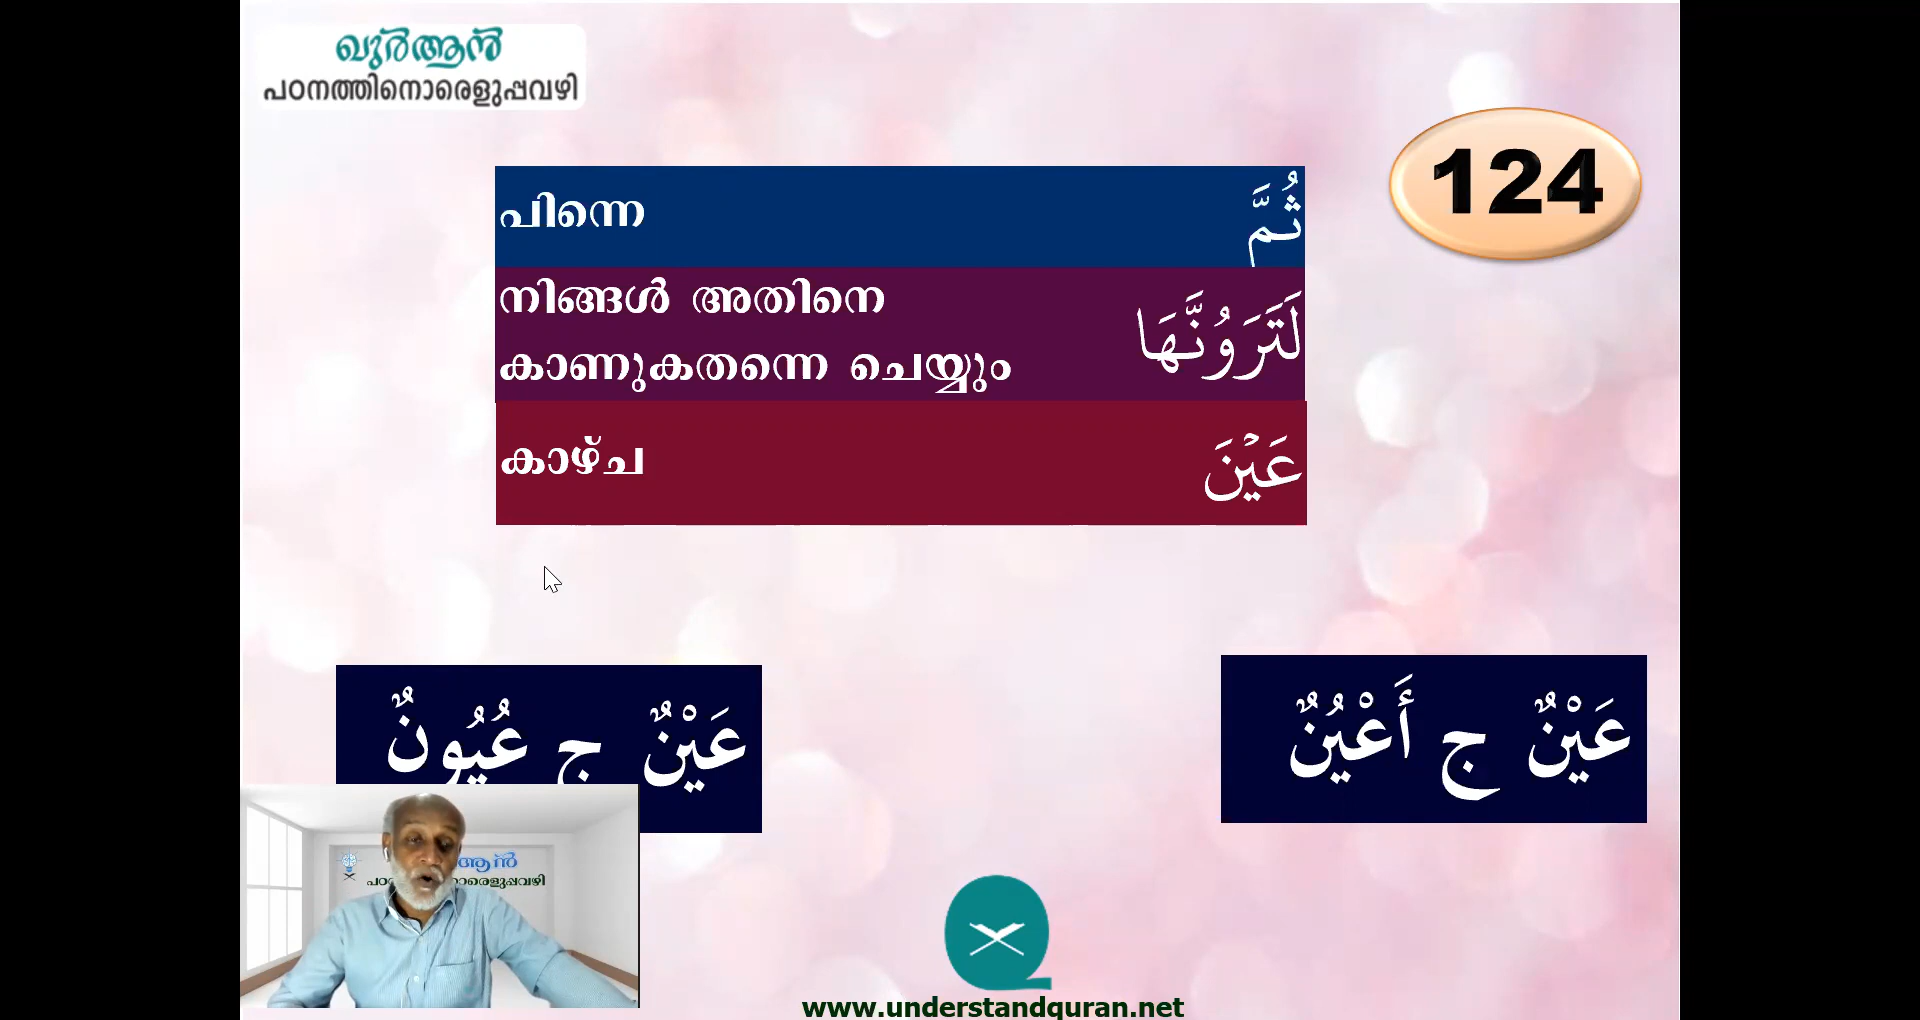 ഖുർആൻ
പഠനത്തിനൊരെളുപ്പവഴി
124
പിന്നെ ثُمَّ
നിങ്ങൾ അതിനെ
കാണുകതന്നെ ചെയ്യും لَتَرَوُنَّهَا
കാഴ്ച عَيْنَ
عَيْنٌ ج أَعْيُنٌ
عَيْنٌ ج عُيُونٌ
www.understandquran.net